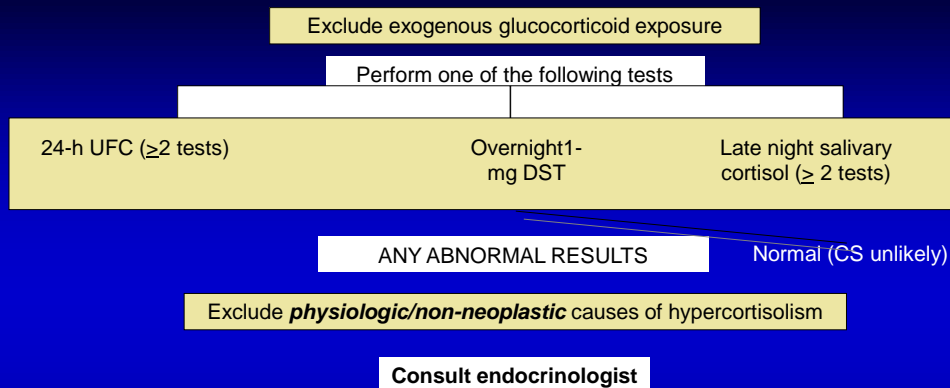 Exclude exogenous glucocorticoid exposure
Perform one of the following tests
24-h UFC (≥2 tests)
Overnight1-
mg DST
Late night salivary
cortisol (≥ 2 tests)
ANY ABNORMAL RESULTS
Normal (CS unlikely)
Exclude physiologic/non-neoplastic causes of hypercortisolism
Consult endocrinologist